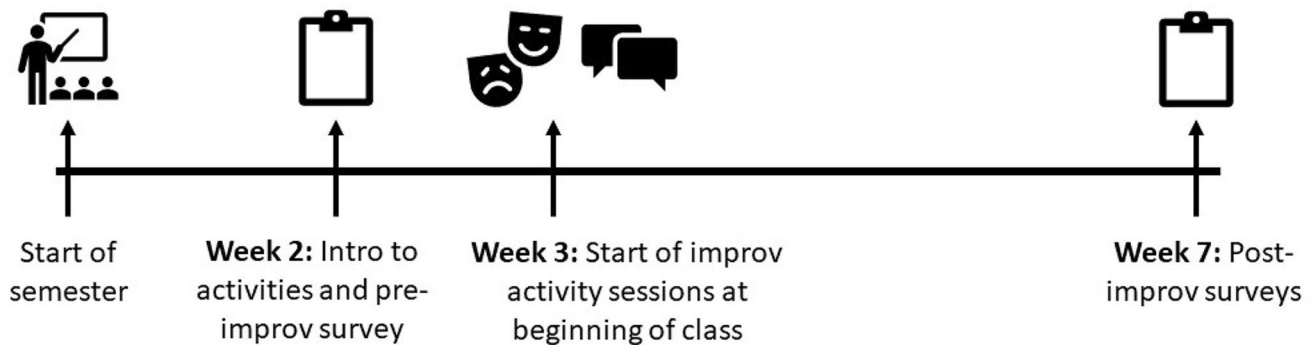 Start of
semester
Week 2: Intro to
activities and pre-
improv survey
Week 3: Start of improv
activity sessions at
beginning of class
Week 7: Post-
improv surveys